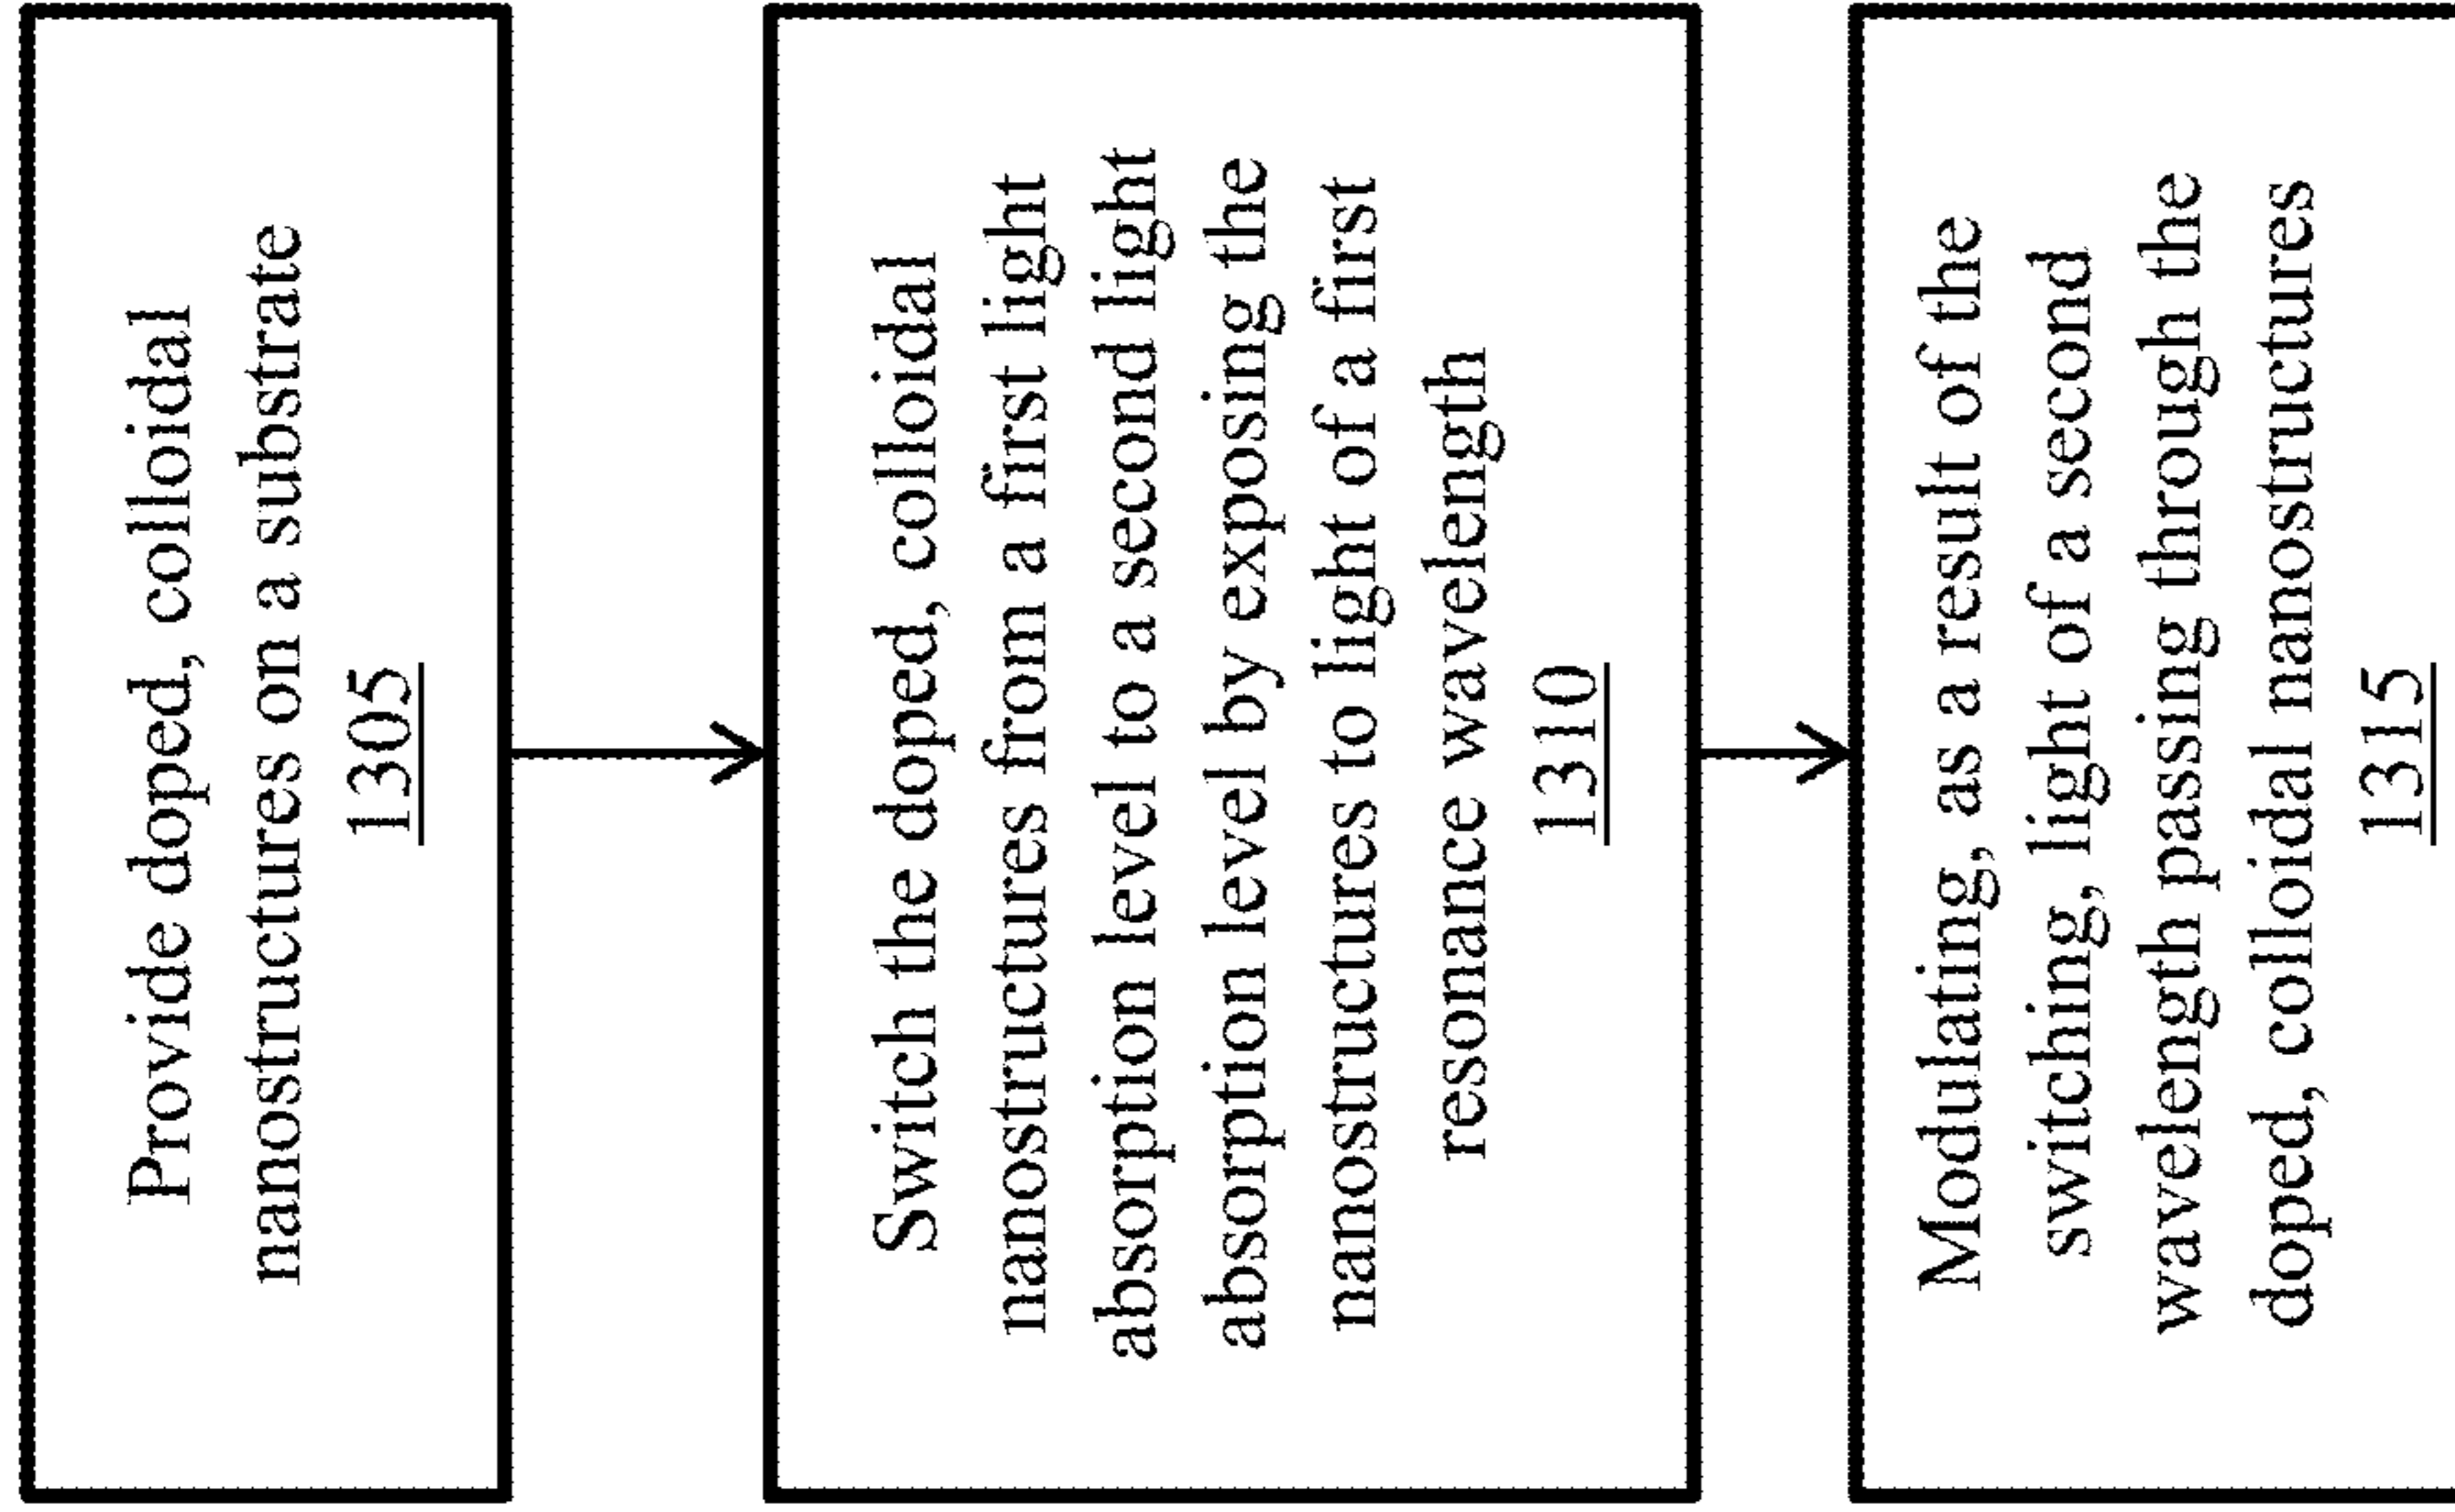 Provide doped, colloidal
nanostructures on a substrate
1305
Switch the doped, colloidal
nanostructures from a first light
absorption level to a second light
absorption level by exposing the
nanostructures to light of a first
resonance wavelength
1310
Modulating, as a result of the
switching, light of a second
wavelength passing through the
doped, colloidal nanostructures
1315